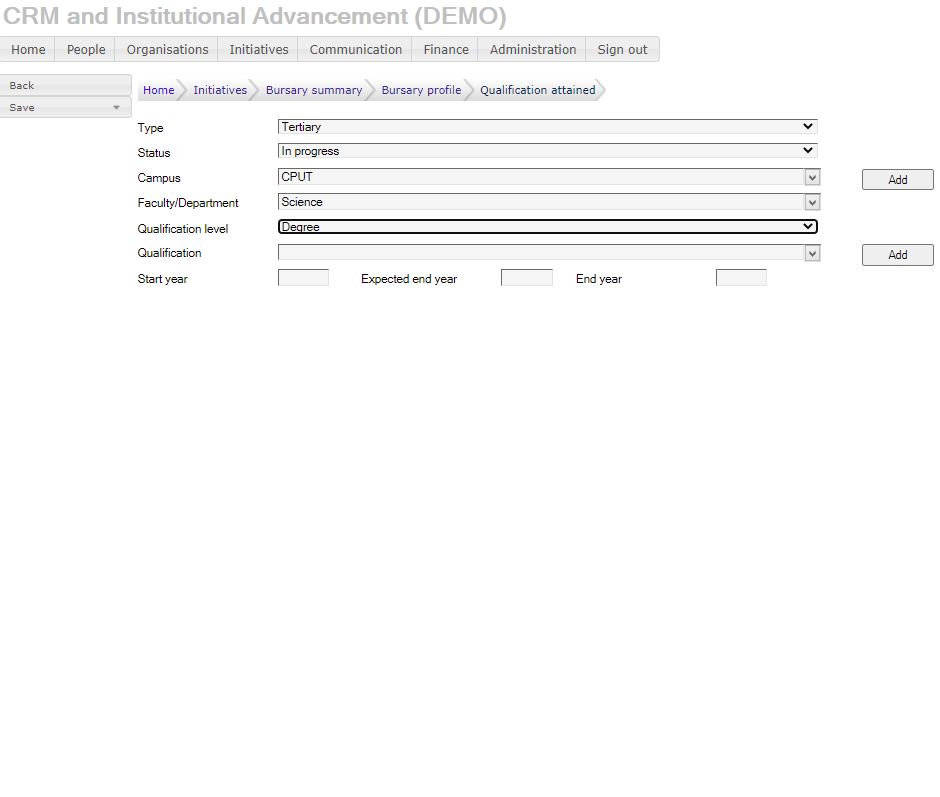 CRM and Institutional Advancement (DEMO)
Home People Organisations Initiatives Communication Finance Administration Sign out
Back
Save
Home Initiatives Bursary summary Bursary profile Qualification attained
Type Tertiary
Status In progress
Campus CPUT Add
Faculty/Department Science
Qualification level Degree
Qualification Add
Start year Expected end year End year